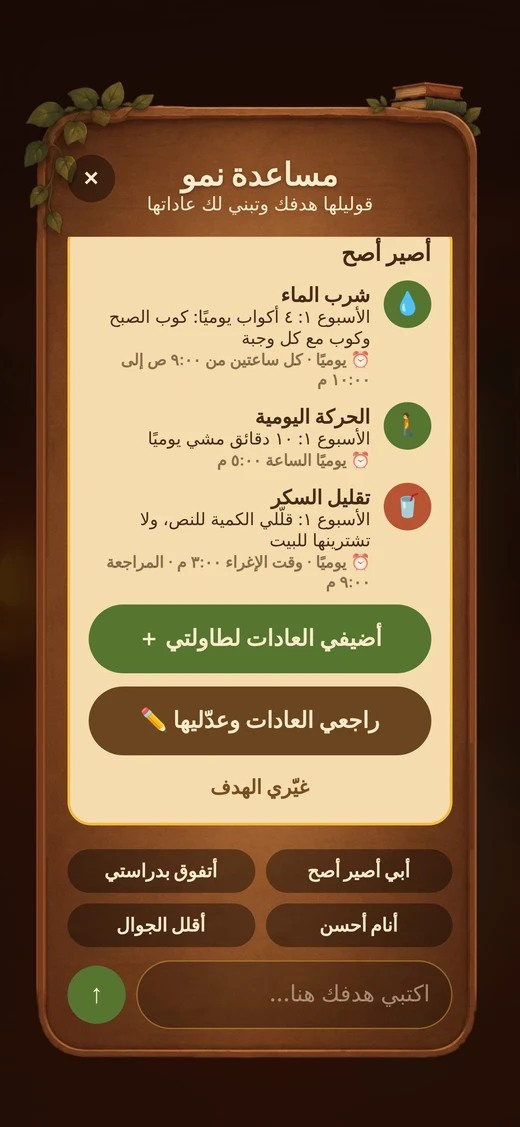 مساعدة نمو
قوليلها هدفك وتبني لك عاداتها
أصير أصح
شرب الماء
الأسبوع ١: ٤ أكواب يوميًا: كوب الصبح
وكوب مع كل وجبة
⏰ يوميًا · كل ساعتين من ٩:٠٠ ص إلى
١٠:٠٠ م
الحركة اليومية
الأسبوع ١: ١٠ دقائق مشي يوميًا
⏰ يوميًا الساعة ٥:٠٠ م
تقليل السكر
الأسبوع ١: قلّلي الكمية للنص، ولا
تشترينها للبيت
⏰ يوميًا · وقت الإغراء ٣:٠٠ م · المراجعة
٩:٠٠ م
أضيفي العادات لطاولتي +
راجعي العادات وعدّليها ✏️
غيّري الهدف
أبي أصير أصح
أتفوق بدراستي
أنام أحسن
أقلل الجوال
اكتبي هدفك هنا...